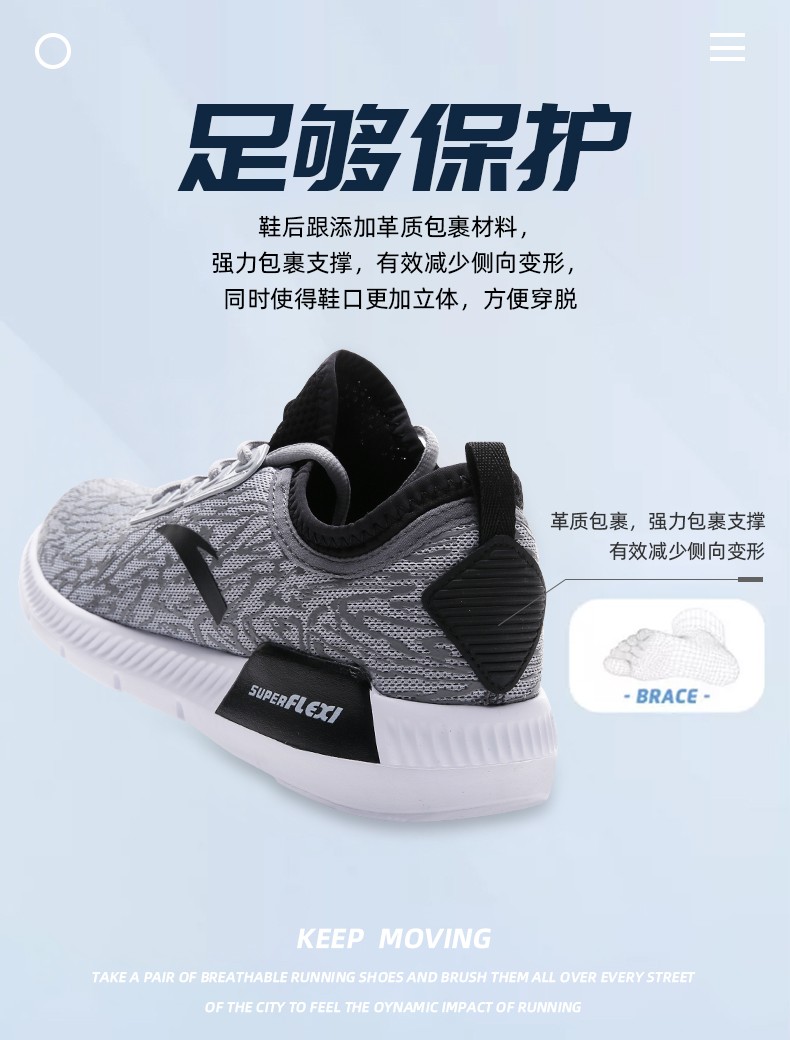 足够保护
鞋后跟添加革质包裹材料，
强力包裹支撑，有效减少侧向变形，
同时使得鞋口更加立体，方便穿脱
革质包裹，强力包裹支撑
有效减少侧向变形
- BRACE -
SUPERFLEXI
KEEP MOVING
TAKE A PAIR OF BREATHABLE RUNNING SHOES AND BRUSH THEM ALL OVER EVERY STREET
OF THE CITY TO FEEL THE OYNAMIC IMPACT OF RUNNING